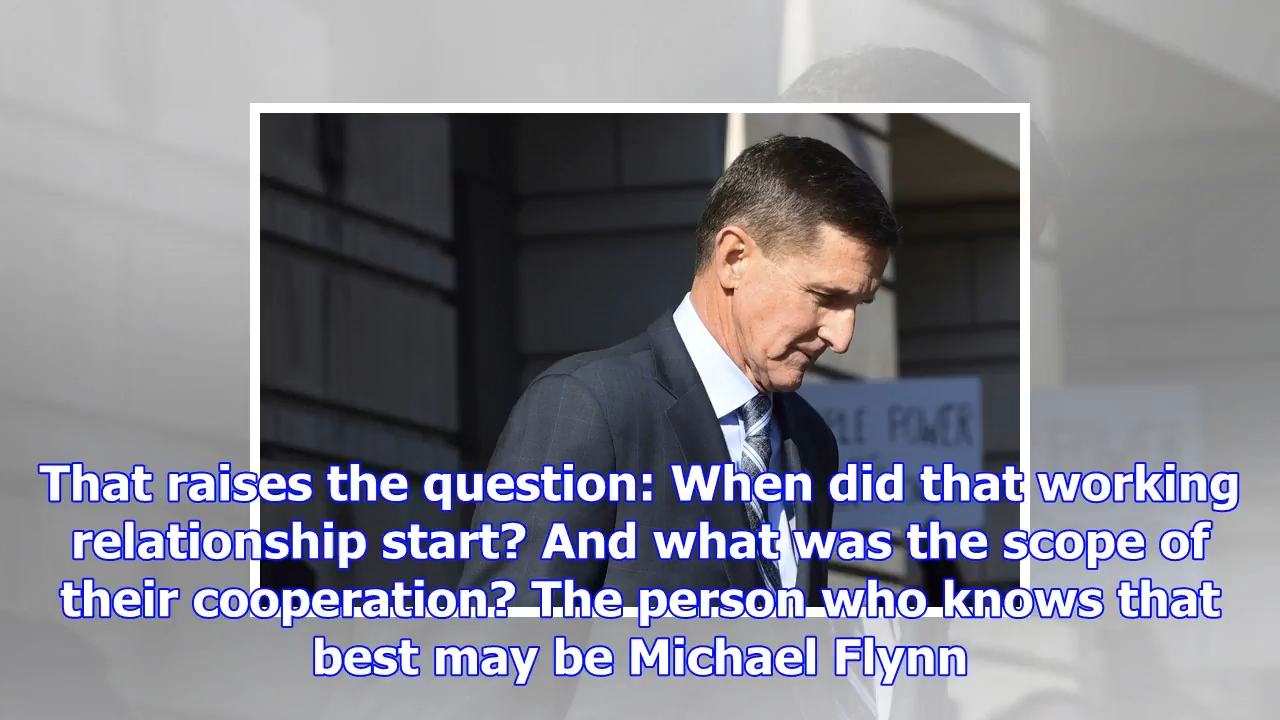 POWER
That raises the question: When did that working
relationship start? And what was the scope of
their cooperation? The person who knows that
best may be Michael Flynn